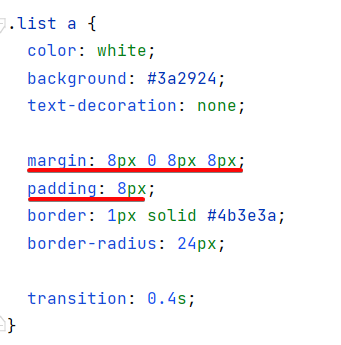 .list a {
color: white;
background: #3a2924;
text-decoration: none;
margin: 8px 0 8px 8px;
padding: 8px;
border: 1px solid #4b3e3a;
border-radius: 24px;
transition: 0.4s;
}